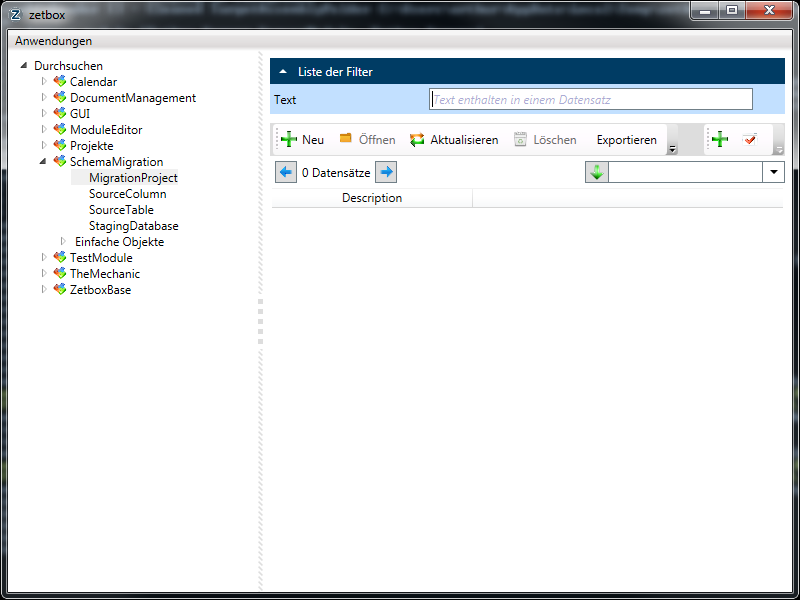 zetbox
Anwendungen
Durchsuchen
Calendar
DocumentManagement
GUI
ModuleEditor
Projekte
SchemaMigration
MigrationProject
SourceColumn
SourceTable
StagingDatabase
Einfache Objekte
TestModule
TheMechanic
ZetboxBase
Liste der Filter
Text Text enthalten in einem Datensatz
Neu Öffnen Aktualisieren Löschen Exportieren
0 Datensätze
Description